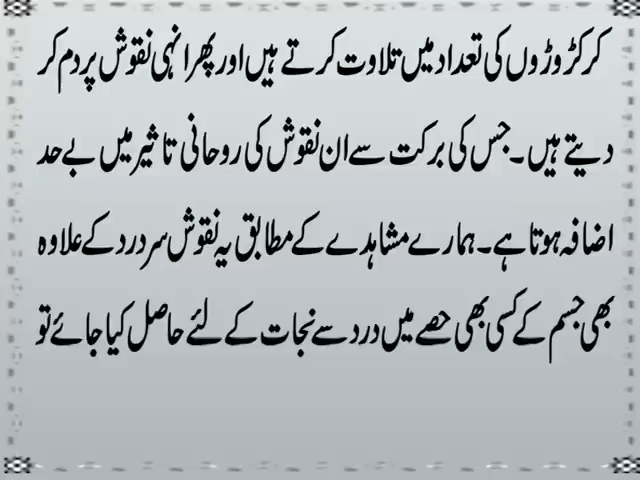 کر کڑوڑوں کی تعداد میں تلاوت کرتے ہیں اور پھر انہی نقوش پر دم کر
دیتے ہیں۔ جس کی برکت سے ان نقوش کی روحانی تاثیر میں بے حد
اضافہ ہوتا ہے۔ ہمارے مشاہدے کے مطابق یہ نقوش سر درد کے علاوہ
بھی جسم کے کسی بھی حصے میں درد سے نجات کے لئے حاصل کیا جائے تو